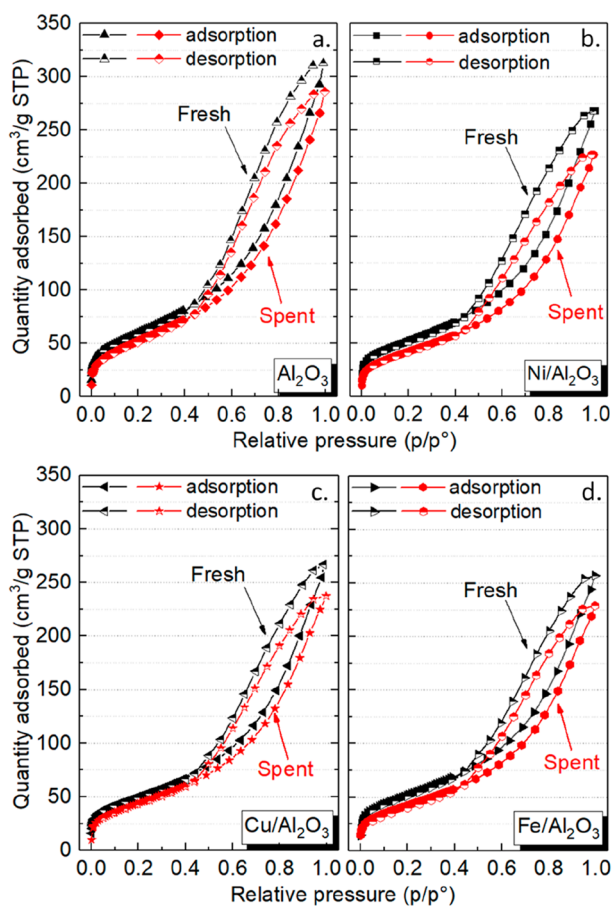 adsorption
desorption
a.
Fresh
Spent
Al₂O₃
350
300
250
200
150
100
50
0
0.0 0.2 0.4 0.6 0.8 1.0
Relative pressure (p/p°)
Quantity adsorbed (cm³/g STP)
adsorption
desorption
b.
Fresh
Spent
Ni/Al₂O₃
0.0 0.2 0.4 0.6 0.8 1.0
Relative pressure (p/p°)
adsorption
desorption
c.
Fresh
Spent
Cu/Al₂O₃
350
300
250
200
150
100
50
0
0.0 0.2 0.4 0.6 0.8 1.0
Relative pressure (p/p°)
Quantity adsorbed (cm³/g STP)
adsorption
desorption
d.
Fresh
Spent
Fe/Al₂O₃
0.0 0.2 0.4 0.6 0.8 1.0
Relative pressure (p/p°)